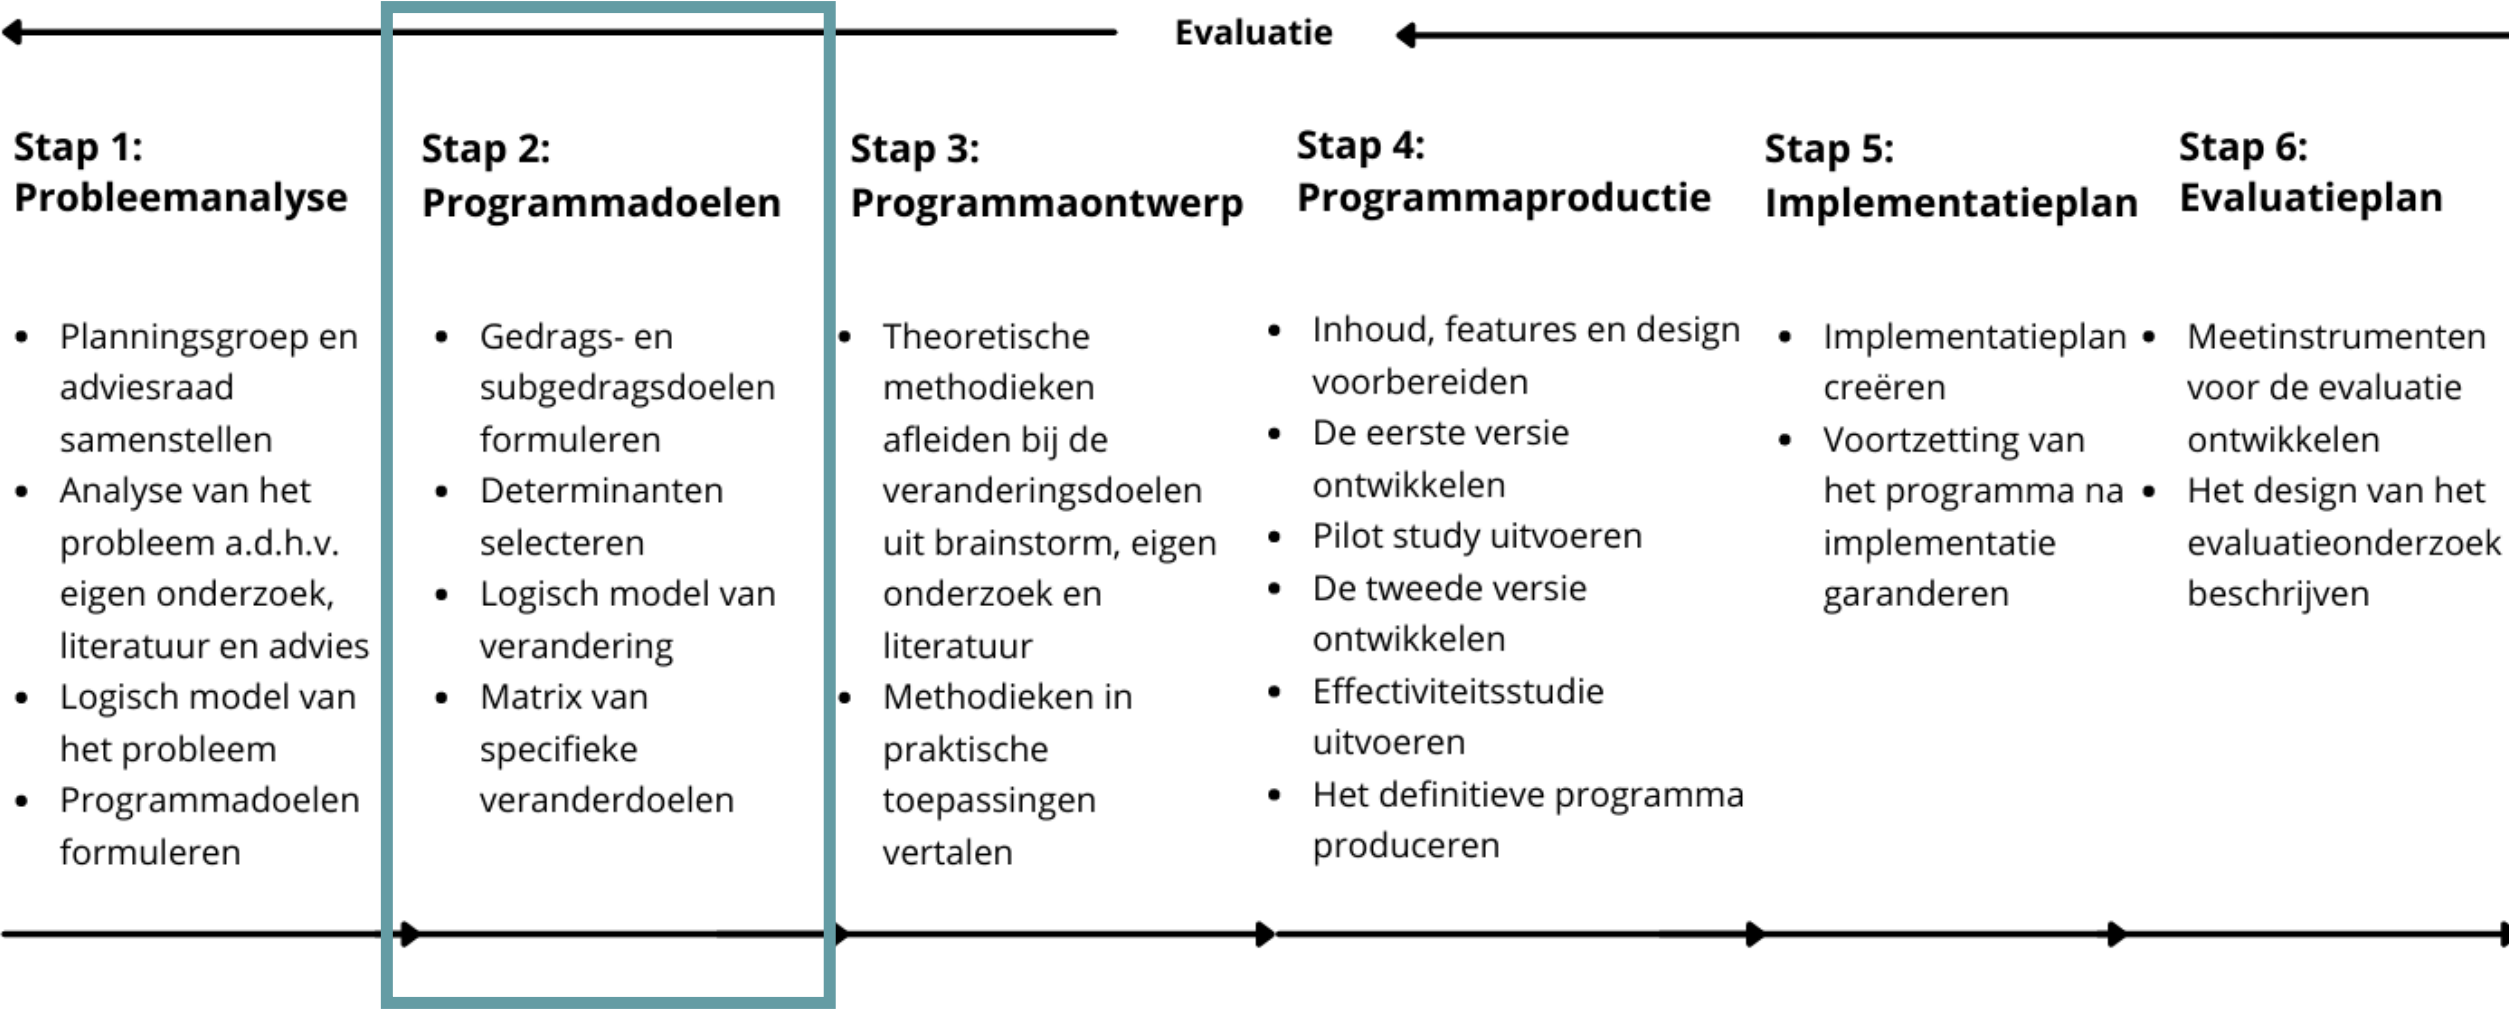 Evaluatie
Stap 1:
Probleemanalyse
Planningsgroep en
adviesraad
samenstellen
Analyse van het
probleem a.d.h.v.
eigen onderzoek,
literatuur en advies
Logisch model van
het probleem
Programmadoelen
formuleren
Stap 2:
Programmadoelen
Gedrags- en
subgedragsdoelen
formuleren
Determinanten
selecteren
Logisch model van
verandering
Matrix van
specifieke
veranderdoelen
Stap 3:
Programmaontwerp
Theoretische
methodieken
afleiden bij de
veranderingsdoelen
uit brainstorm, eigen
onderzoek en
literatuur
Methodieken in
praktische
toepassingen
vertalen
Stap 4:
Programmaproductie
Inhoud, features en design
voorbereiden
De eerste versie
ontwikkelen
Pilot study uitvoeren
De tweede versie
ontwikkelen
Effectiviteitsstudie
uitvoeren
Het definitieve programma
produceren
Stap 5:
Implementatieplan
Implementatieplan
creëren
Voortzetting van
het programma na
implementatie
garanderen
Stap 6:
Evaluatieplan
Meetinstrumenten
voor de evaluatie
ontwikkelen
Het design van het
evaluatieonderzoek
beschrijven